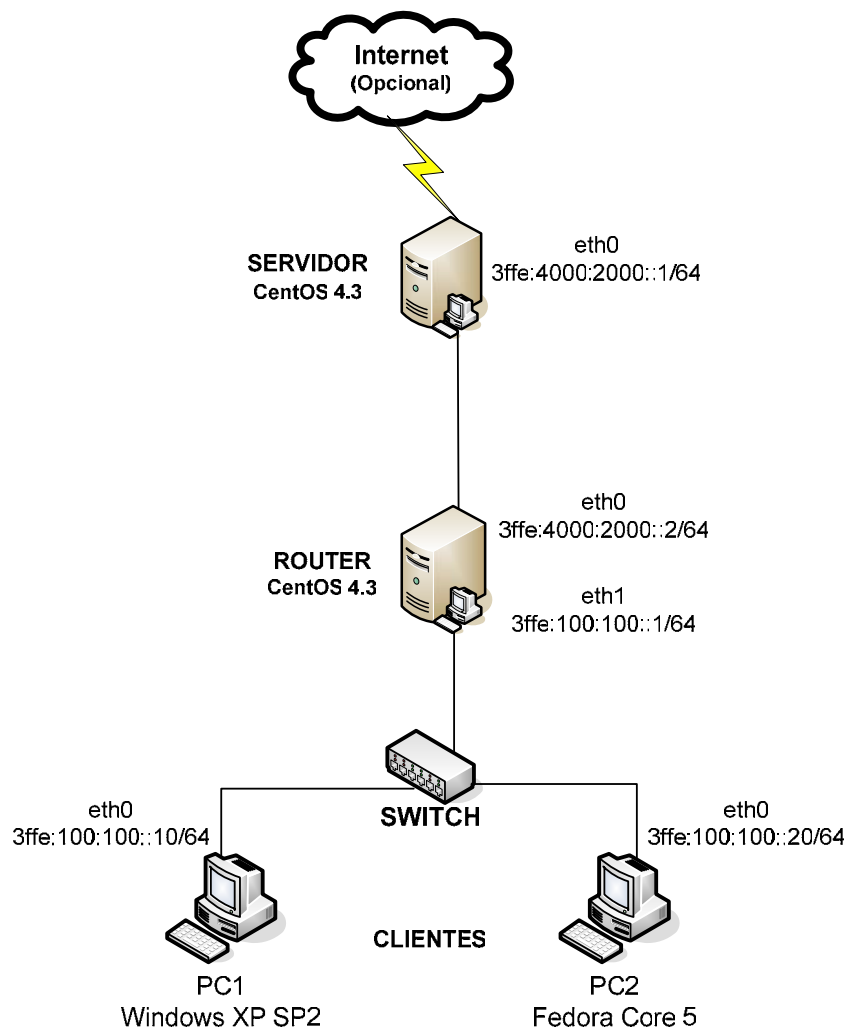 Internet
(Opcional)
SERVIDOR
CentOS 4.3
eth0
3ffe:4000:2000::1/64
eth0
3ffe:4000:2000::2/64
ROUTER
CentOS 4.3
eth1
3ffe:100:100::1/64
SWITCH
eth0
3ffe:100:100::10/64
eth0
3ffe:100:100::20/64
CLIENTES
PC1
Windows XP SP2
PC2
Fedora Core 5